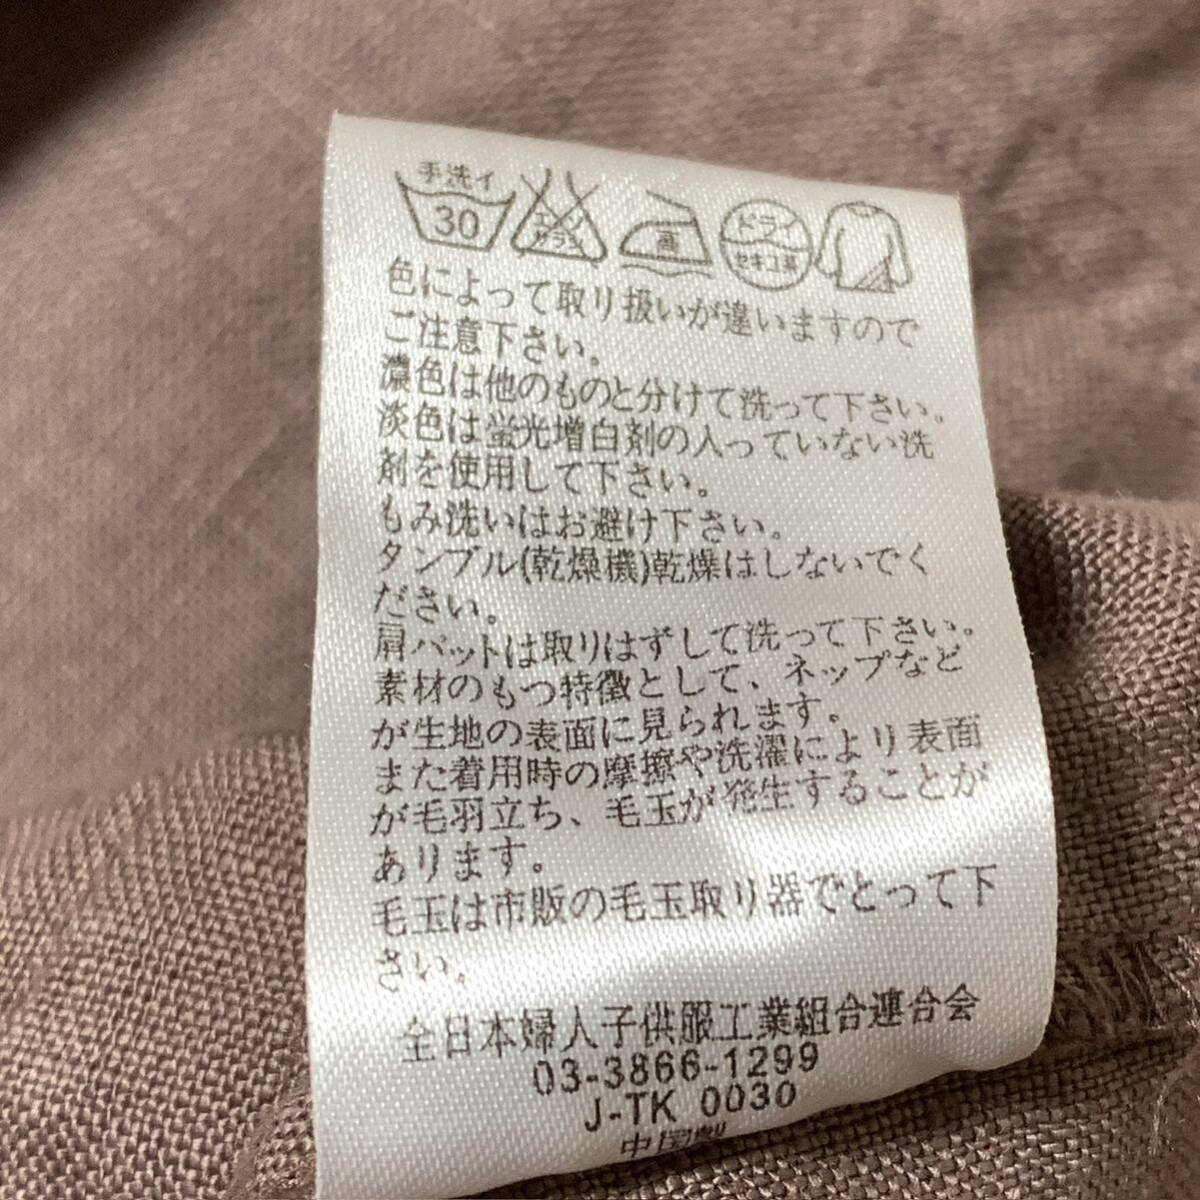 手洗イ
30
エンソ
サラシ
高
ドライ
セキユ系
色によって取り扱いが違いますので
ご注意下さい。
濃色は他のものと分けて洗って下さい。
淡色は蛍光増白剤の入っていない洗
剤を使用して下さい。
もみ洗いはお避け下さい。
タンブル(乾燥機)乾燥はしないでく
ださい。
肩パットは取りはずして洗って下さい。
素材のもつ特徴として、ネップなど
が生地の表面に見られます。
また着用時の摩擦や洗濯により表面
が毛羽立ち、毛玉が発生することが
あります。
毛玉は市販の毛玉取り器でとって下
さい。
全日本婦人子供服工業組合連合会
03-3866-1299
J-TK 0030
中国製